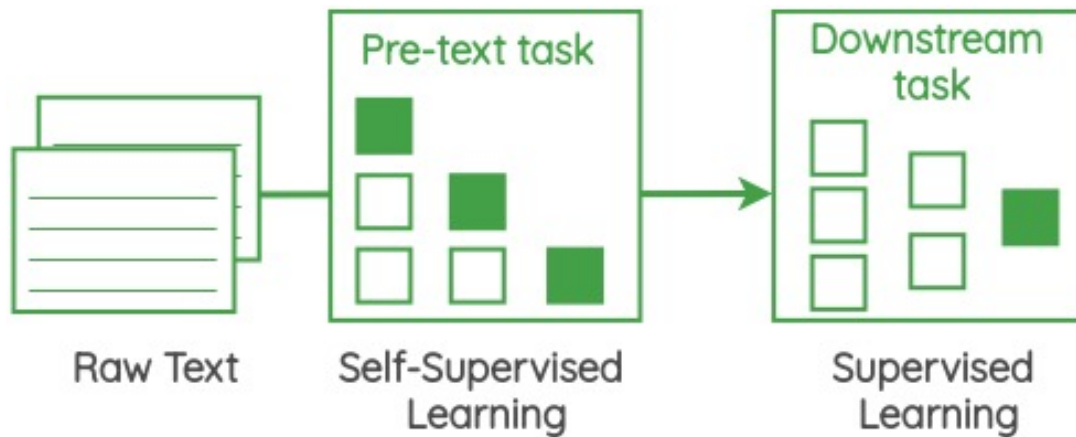 Pre-text task
Downstream
task
Raw Text
Self-Supervised
Learning
Supervised
Learning